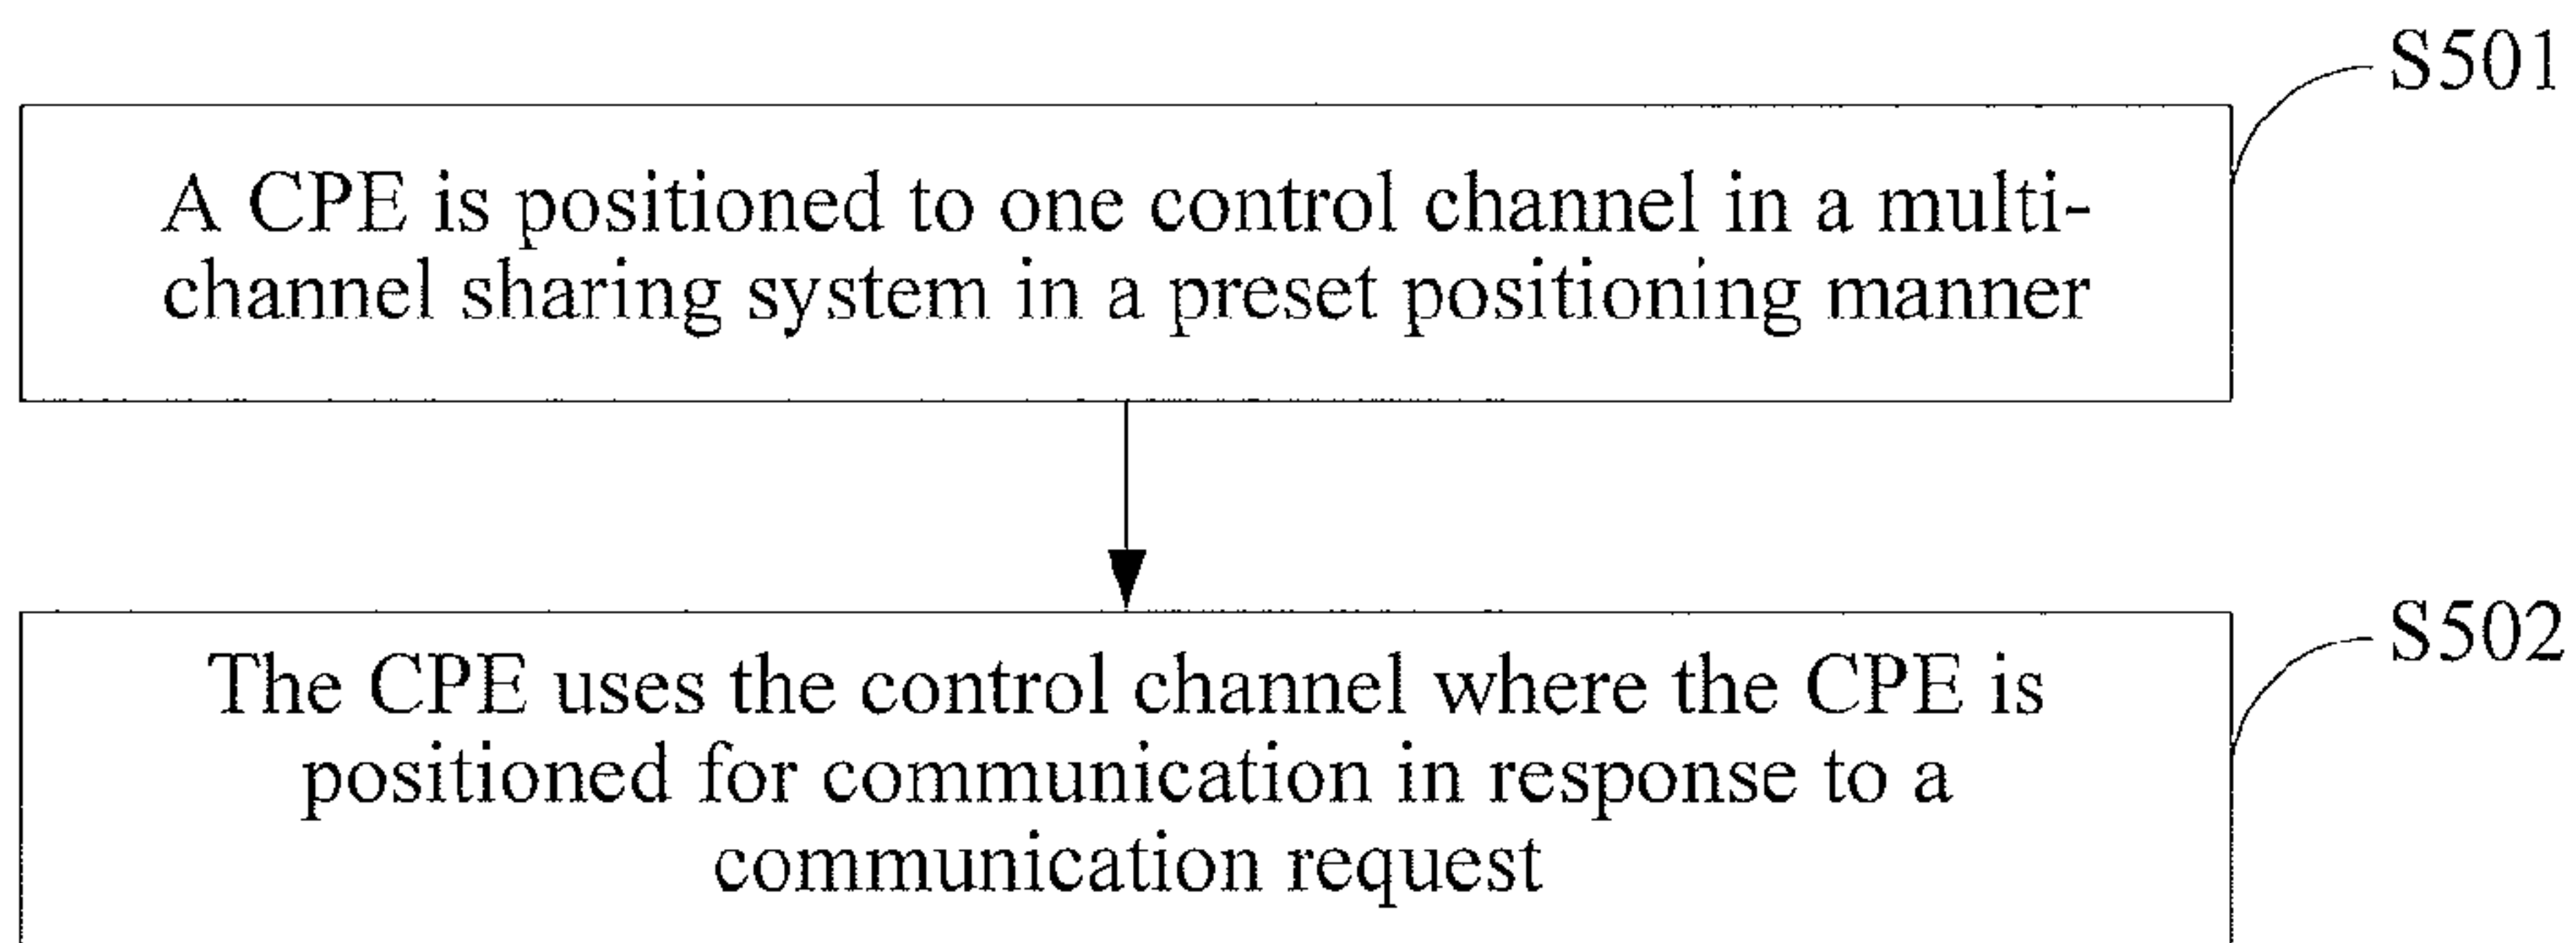 S501
A CPE is positioned to one control channel in a multi-
channel sharing system in a preset positioning manner
S502
The CPE uses the control channel where the CPE is
positioned for communication in response to a
communication request